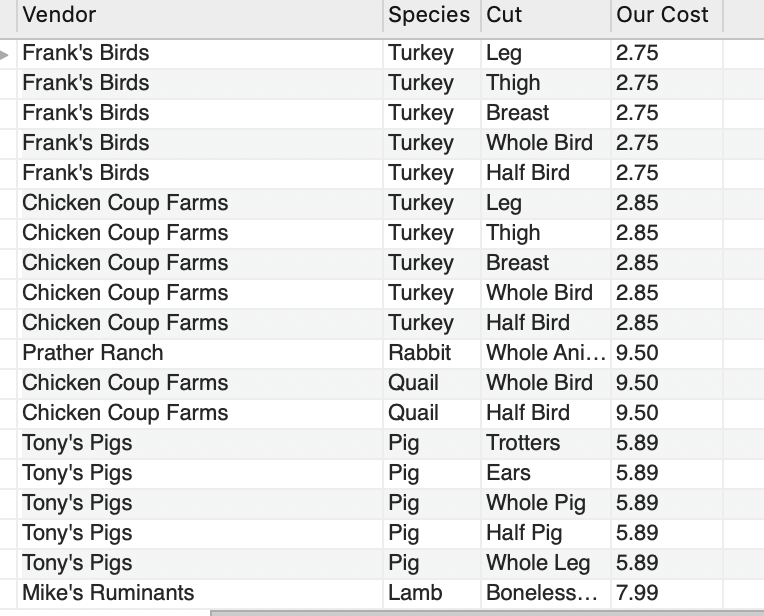 Vendor Species Cut Our Cost
Frank's Birds Turkey Leg 2.75
Frank's Birds Turkey Thigh 2.75
Frank's Birds Turkey Breast 2.75
Frank's Birds Turkey Whole Bird 2.75
Frank's Birds Turkey Half Bird 2.75
Chicken Coup Farms Turkey Leg 2.85
Chicken Coup Farms Turkey Thigh 2.85
Chicken Coup Farms Turkey Breast 2.85
Chicken Coup Farms Turkey Whole Bird 2.85
Chicken Coup Farms Turkey Half Bird 2.85
Prather Ranch Rabbit Whole Ani... 9.50
Chicken Coup Farms Quail Whole Bird 9.50
Chicken Coup Farms Quail Half Bird 9.50
Tony's Pigs Pig Trotters 5.89
Tony's Pigs Pig Ears 5.89
Tony's Pigs Pig Whole Pig 5.89
Tony's Pigs Pig Half Pig 5.89
Tony's Pigs Pig Whole Leg 5.89
Mike's Ruminants Lamb Boneless... 7.99